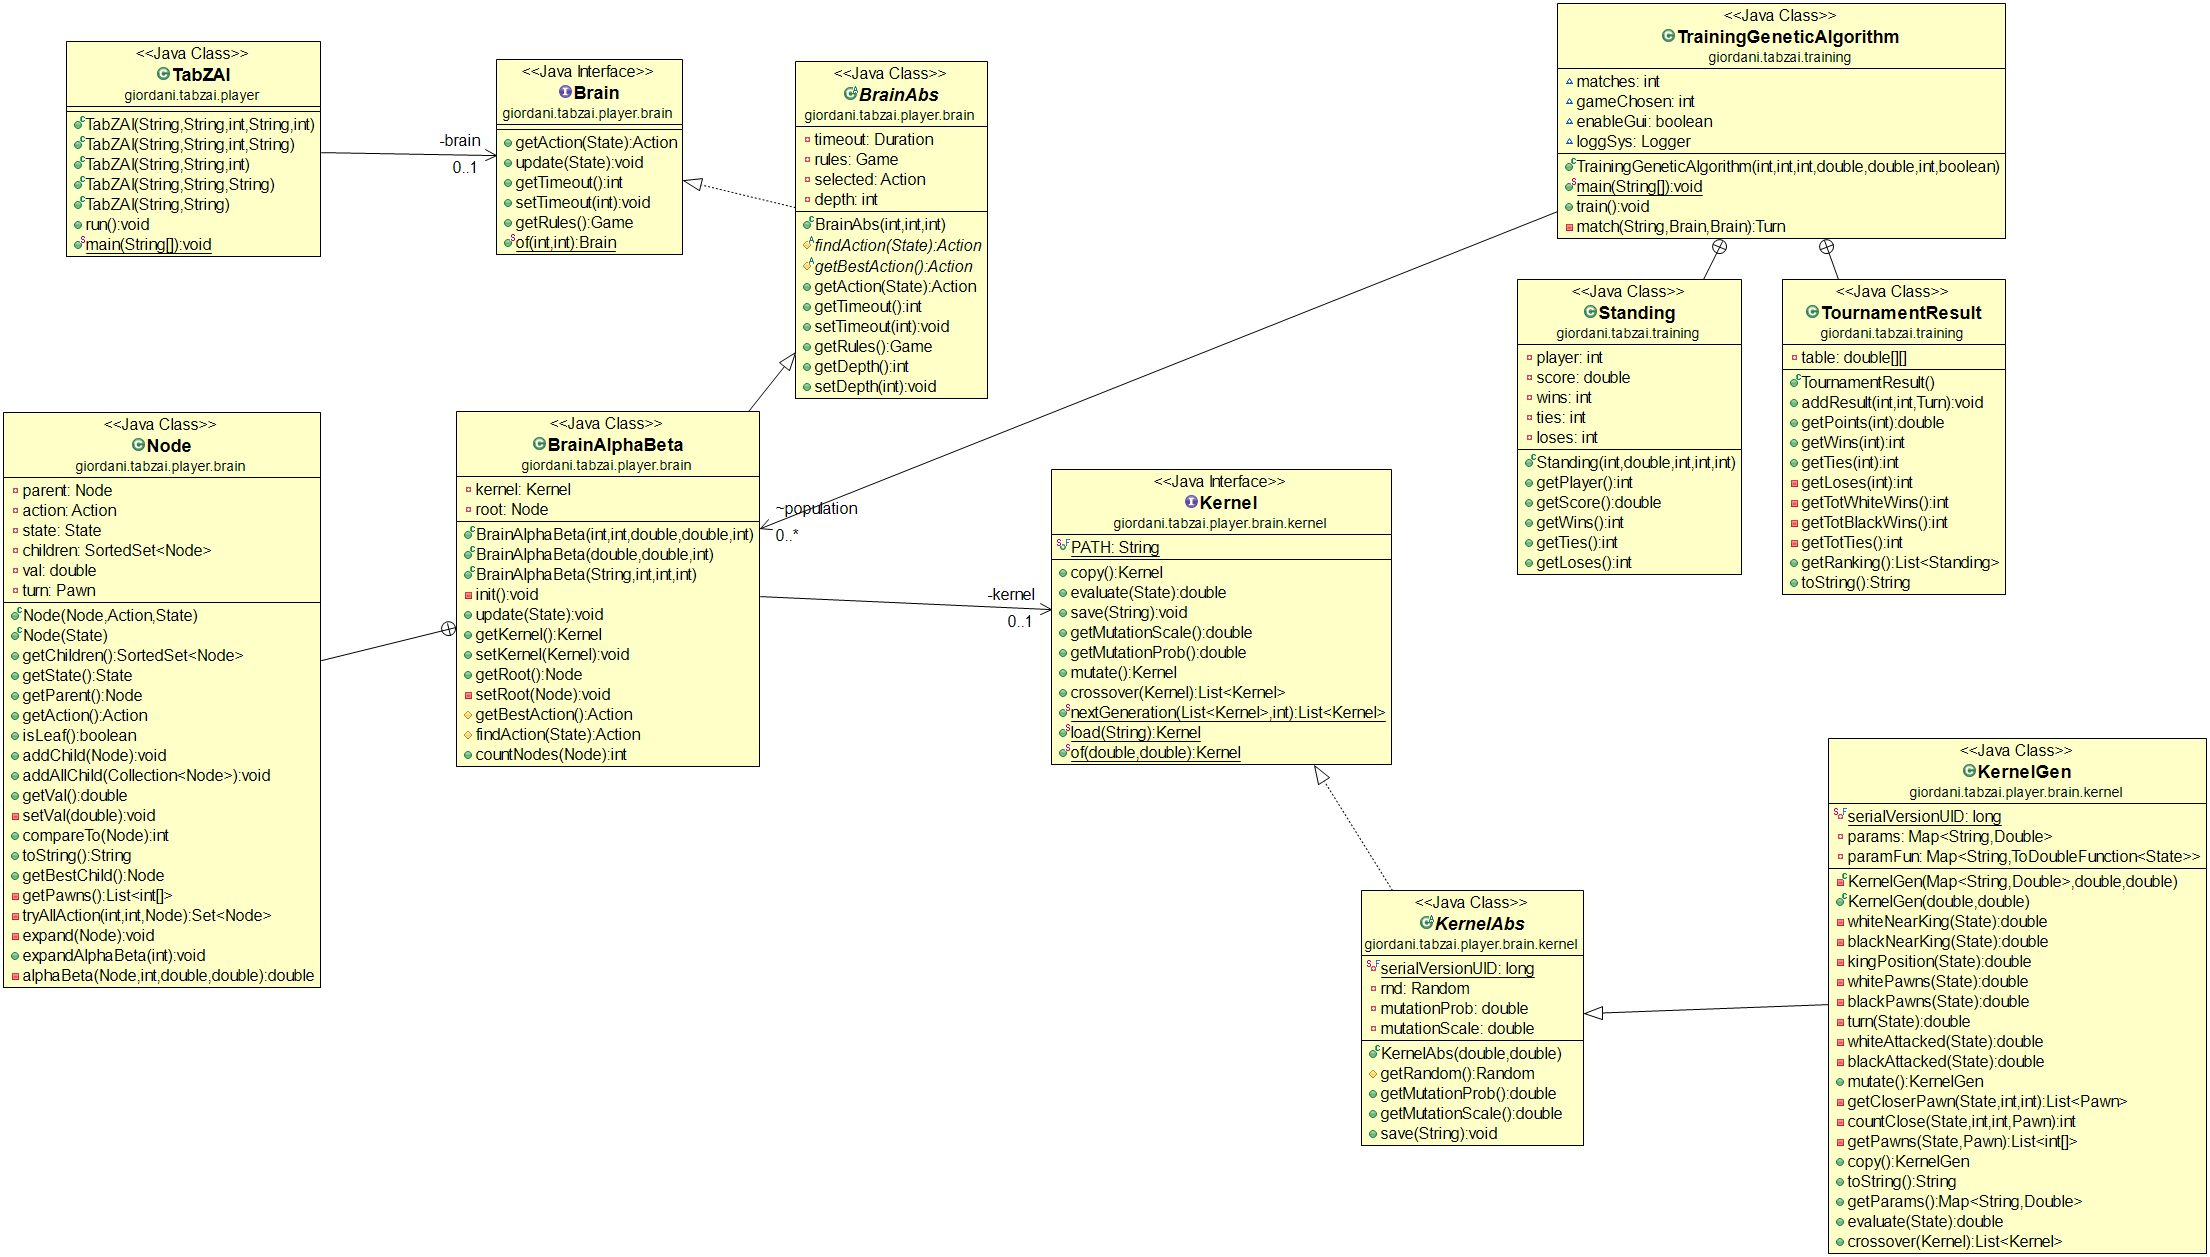 <<Java Class>>
TabZAI
giordani.tabzai.player
TabZAI(String,String,int,String,int)
TabZAI(String,String,int,String)
TabZAI(String,String,int)
TabZAI(String,String,String)
TabZAI(String,String)
run():void
main(String[]):void
-brain
0..1
<<Java Interface>>
Brain
giordani.tabzai.player.brain
getAction(State):Action
update(State):void
getTimeout():int
setTimeout(int):void
getRules():Game
of(int,int):Brain
<<Java Class>>
BrainAbs
giordani.tabzai.player.brain
timeout: Duration
rules: Game
selected: Action
depth: int
BrainAbs(int,int,int)
findAction(State):Action
getBestAction():Action
getAction(State):Action
getTimeout():int
setTimeout(int):void
getRules():Game
getDepth():int
setDepth(int):void
<<Java Class>>
TrainingGeneticAlgorithm
giordani.tabzai.training
matches: int
gameChosen: int
enableGui: boolean
loggSys: Logger
TrainingGeneticAlgorithm(int,int,int,double,double,int,boolean)
main(String[]):void
train():void
match(String,Brain,Brain):Turn
<<Java Class>>
Standing
giordani.tabzai.training
player: int
score: double
wins: int
ties: int
loses: int
Standing(int,double,int,int,int)
getPlayer():int
getScore():double
getWins():int
getTies():int
getLoses():int
<<Java Class>>
TournamentResult
giordani.tabzai.training
table: double[][]
TournamentResult()
addResult(int,int,Turn):void
getPoints(int):double
getWins(int):int
getTies(int):int
getLoses(int):int
getTotWhiteWins():int
getTotBlackWins():int
getTotTies():int
getRanking():List<Standing>
toString():String
<<Java Class>>
Node
giordani.tabzai.player.brain
parent: Node
action: Action
state: State
children: SortedSet<Node>
val: double
turn: Pawn
Node(Node,Action,State)
Node(State)
getChildren():SortedSet<Node>
getState():State
getParent():Node
getAction():Action
isLeaf():boolean
addChild(Node):void
addAllChild(Collection<Node>):void
getVal():double
setVal(double):void
compareTo(Node):int
toString():String
getBestChild():Node
getPawns():List<int[]>
tryAllAction(int,int,Node):Set<Node>
expand(Node):void
expandAlphaBeta(int):void
alphaBeta(Node,int,double,double):double
<<Java Class>>
BrainAlphaBeta
giordani.tabzai.player.brain
kernel: Kernel
root: Node
BrainAlphaBeta(int,int,double,double,int)
BrainAlphaBeta(double,double,int)
BrainAlphaBeta(String,int,int,int)
init():void
update(State):void
getKernel():Kernel
setKernel(Kernel):void
getRoot():Node
setRoot(Node):void
getBestAction():Action
findAction(State):Action
countNodes(Node):int
~population
0..*
-kernel
0..1
<<Java Interface>>
Kernel
giordani.tabzai.player.brain.kernel
PATH: String
copy():Kernel
evaluate(State):double
save(String):void
getMutationScale():double
getMutationProb():double
mutate():Kernel
crossover(Kernel):List<Kernel>
nextGeneration(List<Kernel>,int):List<Kernel>
load(String):Kernel
of(double,double):Kernel
<<Java Class>>
KernelAbs
giordani.tabzai.player.brain.kernel
serialVersionUID: long
rnd: Random
mutationProb: double
mutationScale: double
KernelAbs(double,double)
getRandom():Random
getMutationProb():double
getMutationScale():double
save(String):void
<<Java Class>>
KernelGen
giordani.tabzai.player.brain.kernel
serialVersionUID: long
params: Map<String,Double>
paramFun: Map<String,ToDoubleFunction<State>>
KernelGen(Map<String,Double>,double,double)
KernelGen(double,double)
whiteNearKing(State):double
blackNearKing(State):double
kingPosition(State):double
whitePawns(State):double
blackPawns(State):double
turn(State):double
whiteAttacked(State):double
blackAttacked(State):double
mutate():KernelGen
getCloserPawn(State,int,int):List<Pawn>
countClose(State,int,int,Pawn):int
getPawns(State,Pawn):List<int[]>
copy():KernelGen
toString():String
getParams():Map<String,Double>
evaluate(State):double
crossover(Kernel):List<Kernel>